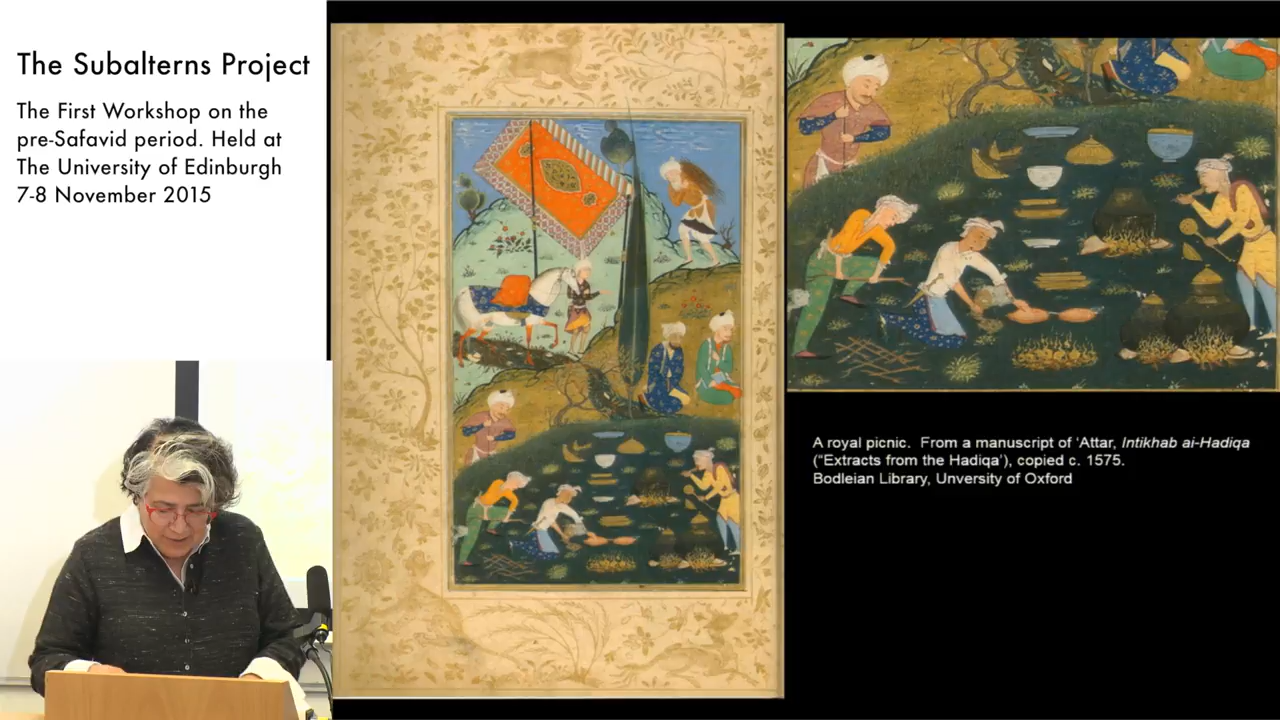 The Subalterns Project
The First Workshop on the
pre-Safavid period. Held at
The University of Edinburgh
7-8 November 2015
A royal picnic. From a manuscript of 'Attar, Intikhab ai-Hadiqa
("Extracts from the Hadiqa'), copied c. 1575.
Bodleian Library, Unversity of Oxford